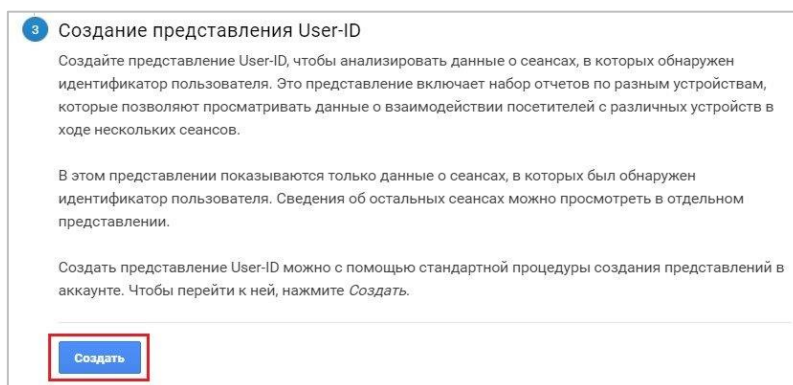 3 Создание представления User-ID
Создайте представление User-ID, чтобы анализировать данные о сеансах, в которых обнаружен
идентификатор пользователя. Это представление включает набор отчетов по разным устройствам,
которые позволяют просматривать данные о взаимодействии посетителей с различных устройств в
ходе нескольких сеансов.
В этом представлении показываются только данные о сеансах, в которых был обнаружен
идентификатор пользователя. Сведения об остальных сеансах можно просмотреть в отдельном
представлении.
Создать представление User-ID можно с помощью стандартной процедуры создания представлений в
аккаунте. Чтобы перейти к ней, нажмите Создать.
Создать